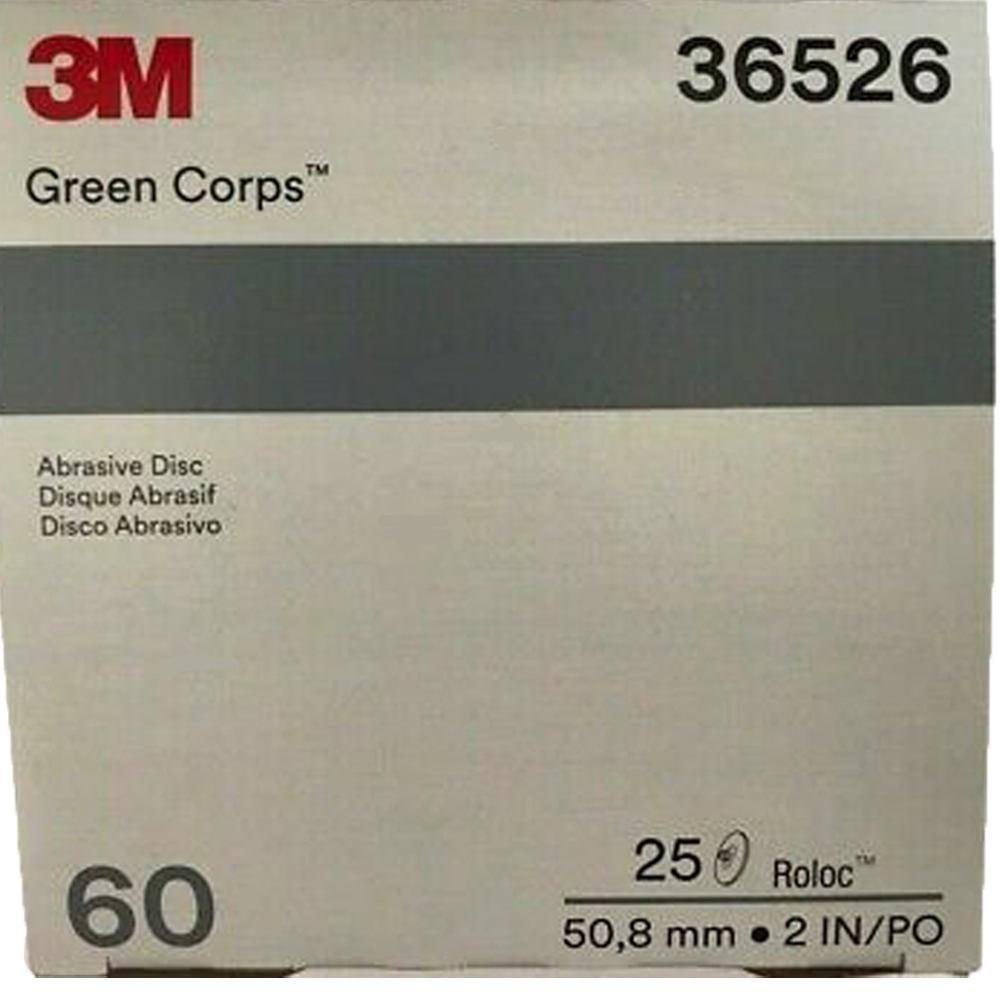 3M
36526
Green Corps™
Abrasive Disc
Disque Abrasif
Disco Abrasivo
60
25 Roloc™
50,8 mm • 2 IN/PO